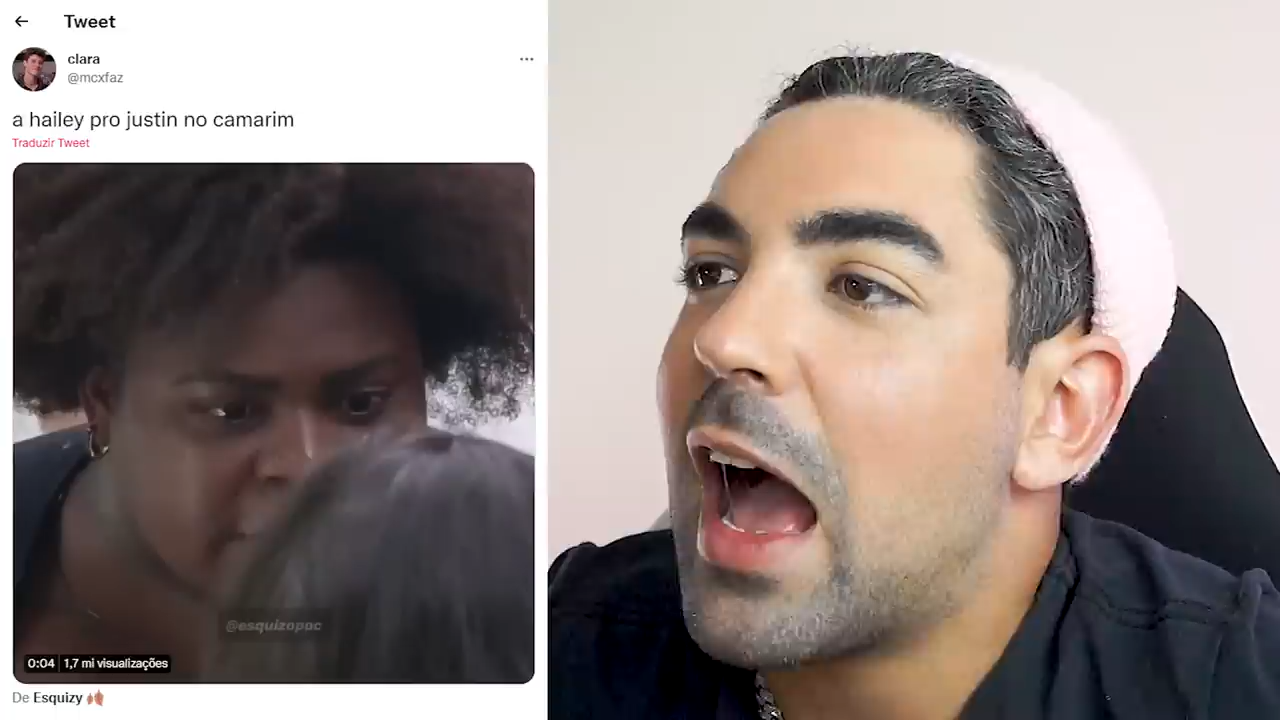 Tweet
clara
@mcxfaz
a hailey pro justin no camarim
Traduzir Tweet
@esquizopoc
0:04 1,7 mi visualizações
De Esquizy